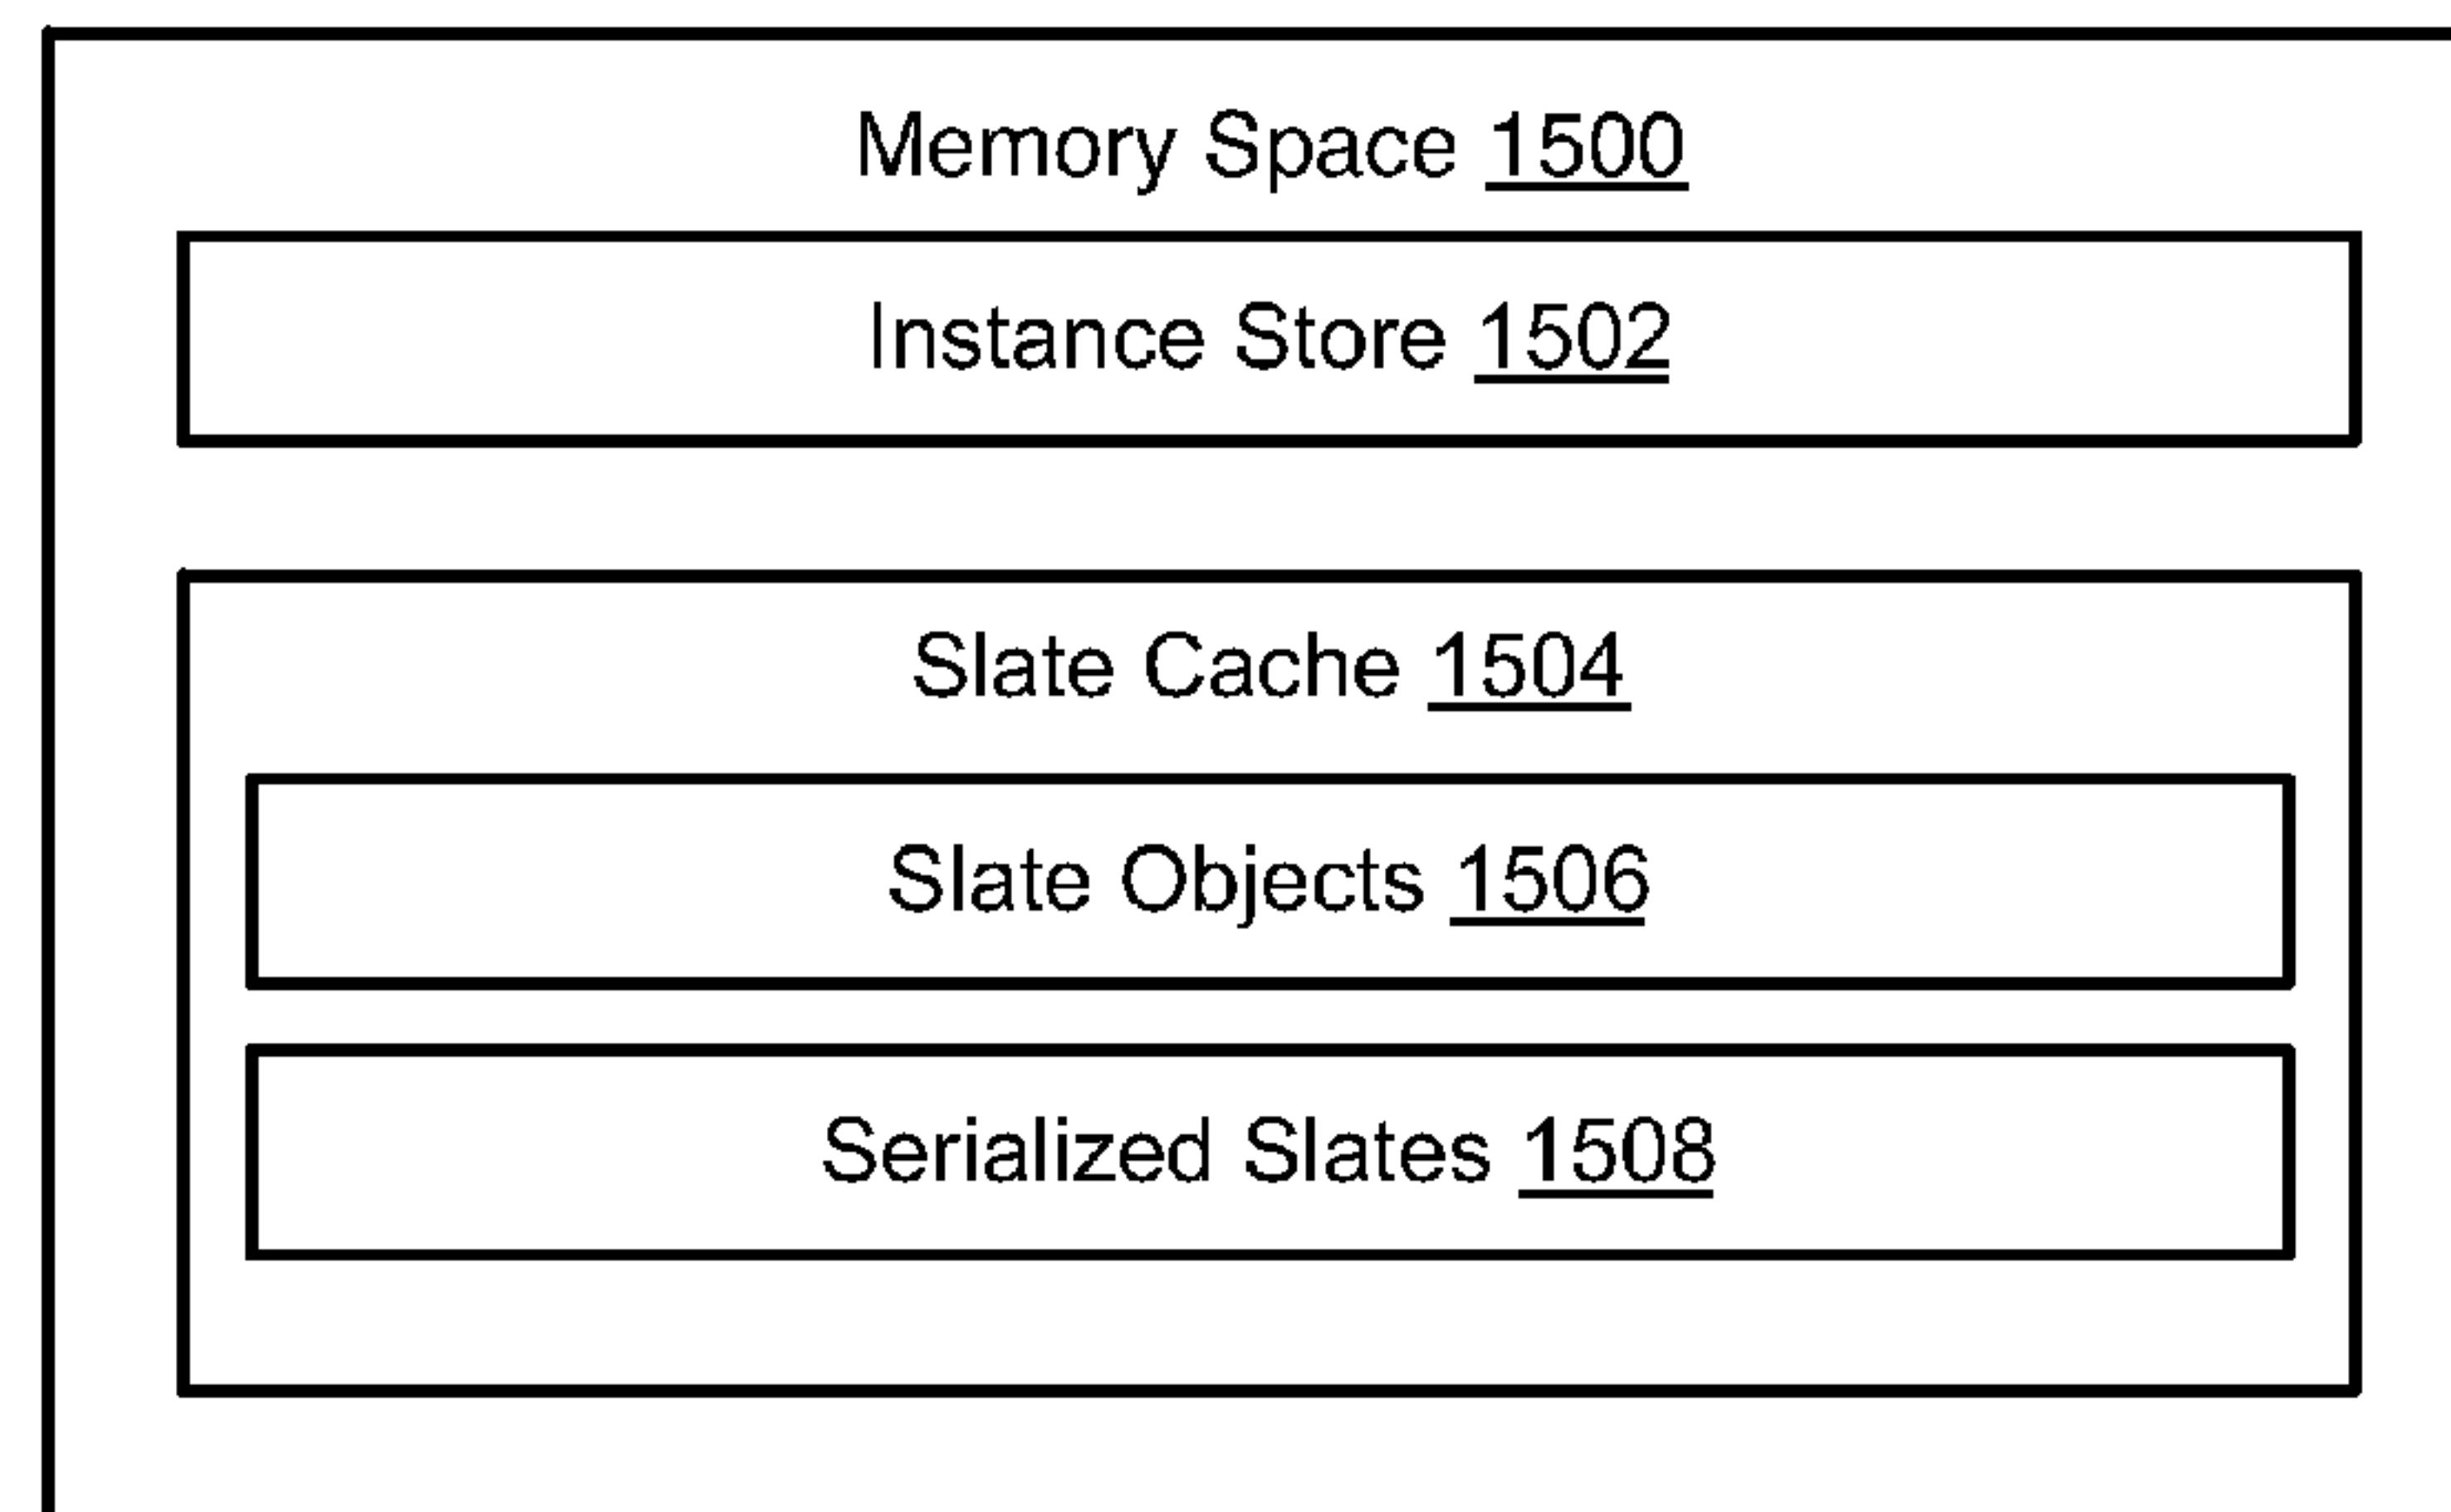 Memory Space 1500
Instance Store 1502
Slate Cache 1504
Slate Objects 1506
Serialized Slates 1508